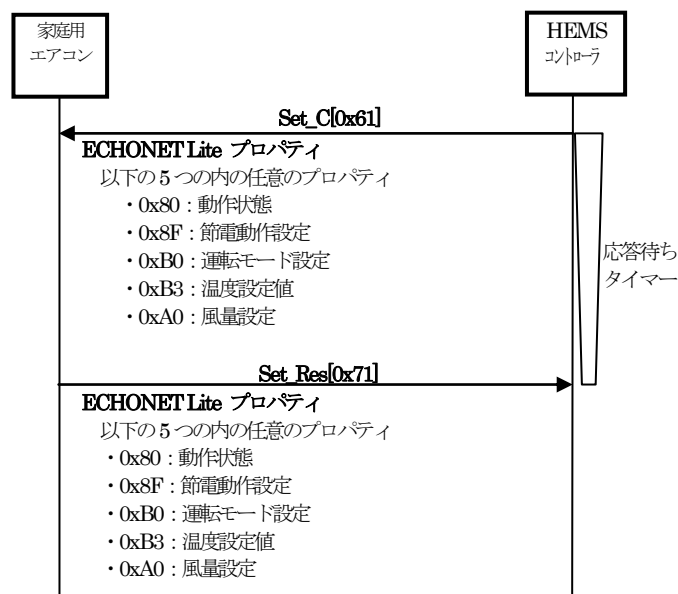 家庭用
エアコン
HEMS
コントローラ
Set_C[0x61]
ECHONET Lite プロパティ
以下の5つの内の任意のプロパティ
・0x80：動作状態
・0x8F：節電動作設定
・0xB0：運転モード設定
・0xB3：温度設定値
・0xA0：風量設定
応答待ち
タイマー
Set_Res[0x71]
ECHONET Lite プロパティ
以下の5つの内の任意のプロパティ
・0x80：動作状態
・0x8F：節電動作設定
・0xB0：運転モード設定
・0xB3：温度設定値
・0xA0：風量設定